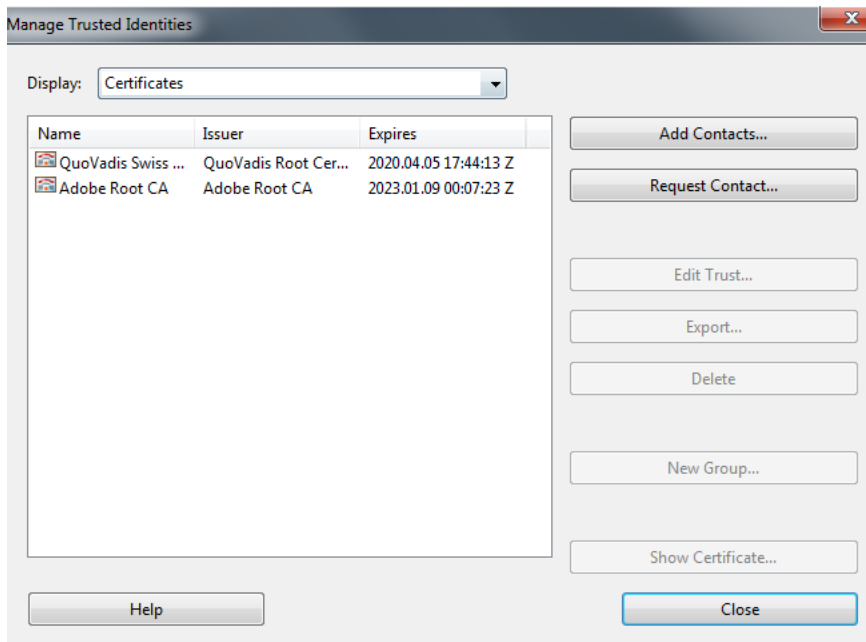 Manage Trusted Identities
Display: Certificates
Name Issuer Expires
QuoVadis Swiss ... QuoVadis Root Cer... 2020.04.05 17:44:13 Z
Adobe Root CA Adobe Root CA 2023.01.09 00:07:23 Z
Add Contacts...
Request Contact...
Edit Trust...
Export...
Delete
New Group...
Show Certificate...
Help
Close